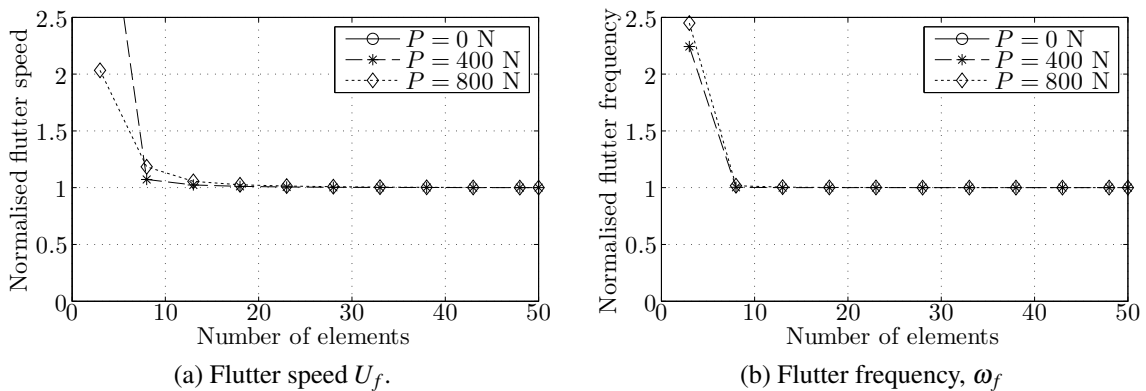 Normalised flutter speed
2.5
2
1.5
1
0.5
0
0 10 20 30 40 50
Number of elements
P = 0 N
P = 400 N
P = 800 N
(a) Flutter speed U_f.
Normalised flutter frequency
2.5
2
1.5
1
0.5
0
0 10 20 30 40 50
Number of elements
P = 0 N
P = 400 N
P = 800 N
(b) Flutter frequency, ω_f